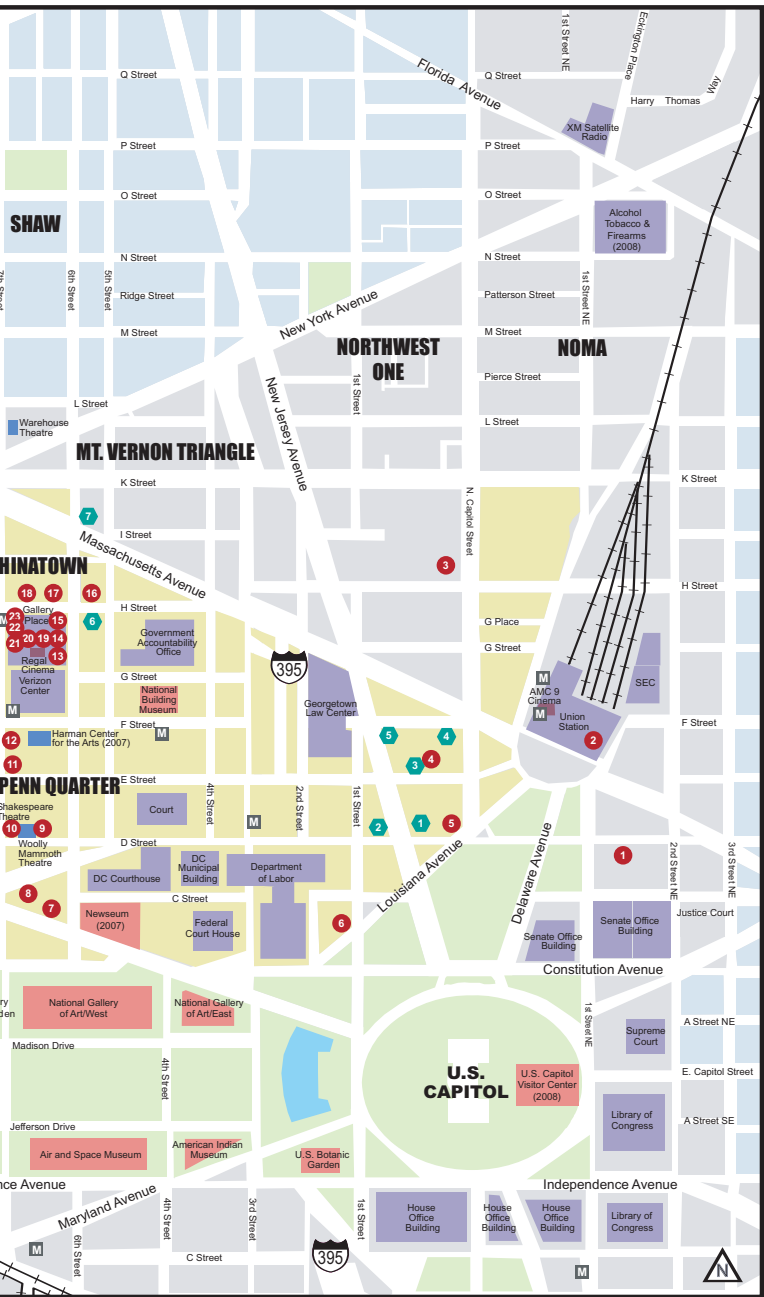 1st Street NE
Eckington Place
Florida Avenue
Q Street
Q Street
Harry Thomas Way
XM Satellite
Radio
P Street
P Street
O Street
O Street
Alcohol
Tobacco &
Firearms
(2008)
SHAW
N Street
N Street
7th Street
6th Street
5th Street
1st Street NE
Ridge Street
Patterson Street
New York Avenue
M Street
M Street
NORTHWEST
ONE
NOMA
1st Street
Pierce Street
New Jersey Avenue
L Street
Warehouse
Theatre
L Street
MT. VERNON TRIANGLE
K Street
K Street
N. Capitol Street
7
I Street
Massachusetts Avenue
HINATOWN
3
H Street
18
17
16
H Street
Gallery
Place
M
23
22
15
6
21
20
19
14
13
Government
Accountability
Office
G Place
G Street
Regal
Cinema
Verizon
Center
395
G Street
M
AMC 9
Cinema
SEC
National
Building
Museum
Georgetown
Law Center
M
M
Union
Station
2
F Street
F Street
12
Harman Center
for the Arts (2007)
M
5
4
11
3
4
PENN QUARTER
E Street
4th Street
2nd Street
1st Street
Shakespeare
Theatre
Court
10
9
M
2
1
5
Woolly
Mammoth
Theatre
D Street
Delaware Avenue
1
2nd Street NE
3rd Street NE
DC Courthouse
DC
Municipal
Building
Department
of Labor
Louisiana Avenue
8
7
C Street
Newseum
(2007)
Federal
Court House
6
Senate Office
Building
Senate Office
Building
Justice Court
Constitution Avenue
ry
den
National Gallery
of Art/West
National Gallery
of Art/East
1st Street NE
A Street NE
Supreme
Court
Madison Drive
4th Street
U.S.
CAPITOL
U.S. Capitol
Visitor Center
(2008)
E. Capitol Street
Library of
Congress
A Street SE
Jefferson Drive
Air and Space Museum
American Indian
Museum
U.S. Botanic
Garden
nce Avenue
Independence Avenue
Maryland Avenue
4th Street
3rd Street
1st Street
House
Office
Building
House
Office
Building
House
Office
Building
Library of
Congress
6th Street
M
C Street
395
M
N